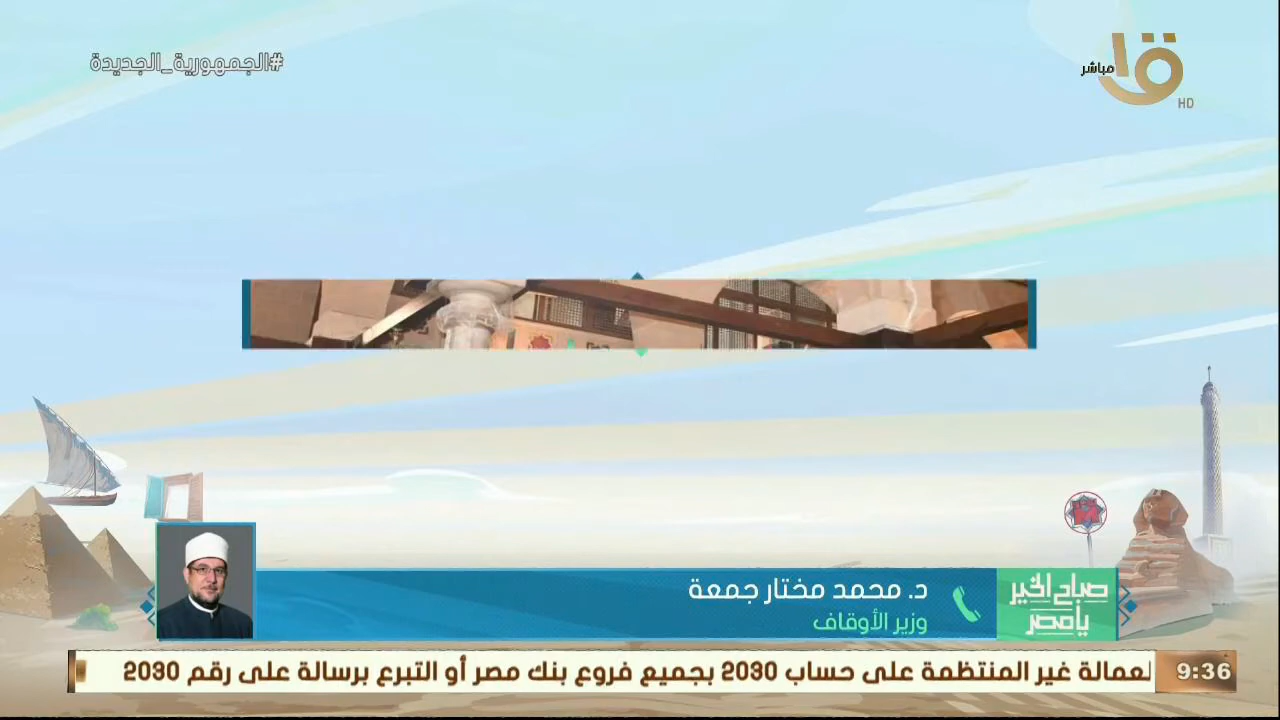 #الجمهورية_الجديدة
مباشر
HD
د. محمد مختار جمعة
وزير الأوقاف
صباح الخير
يا مصر
لعمالة غير المنتظمة على حساب 2030 بجميع فروع بنك مصر أو التبرع برسالة على رقم 2030
9:36